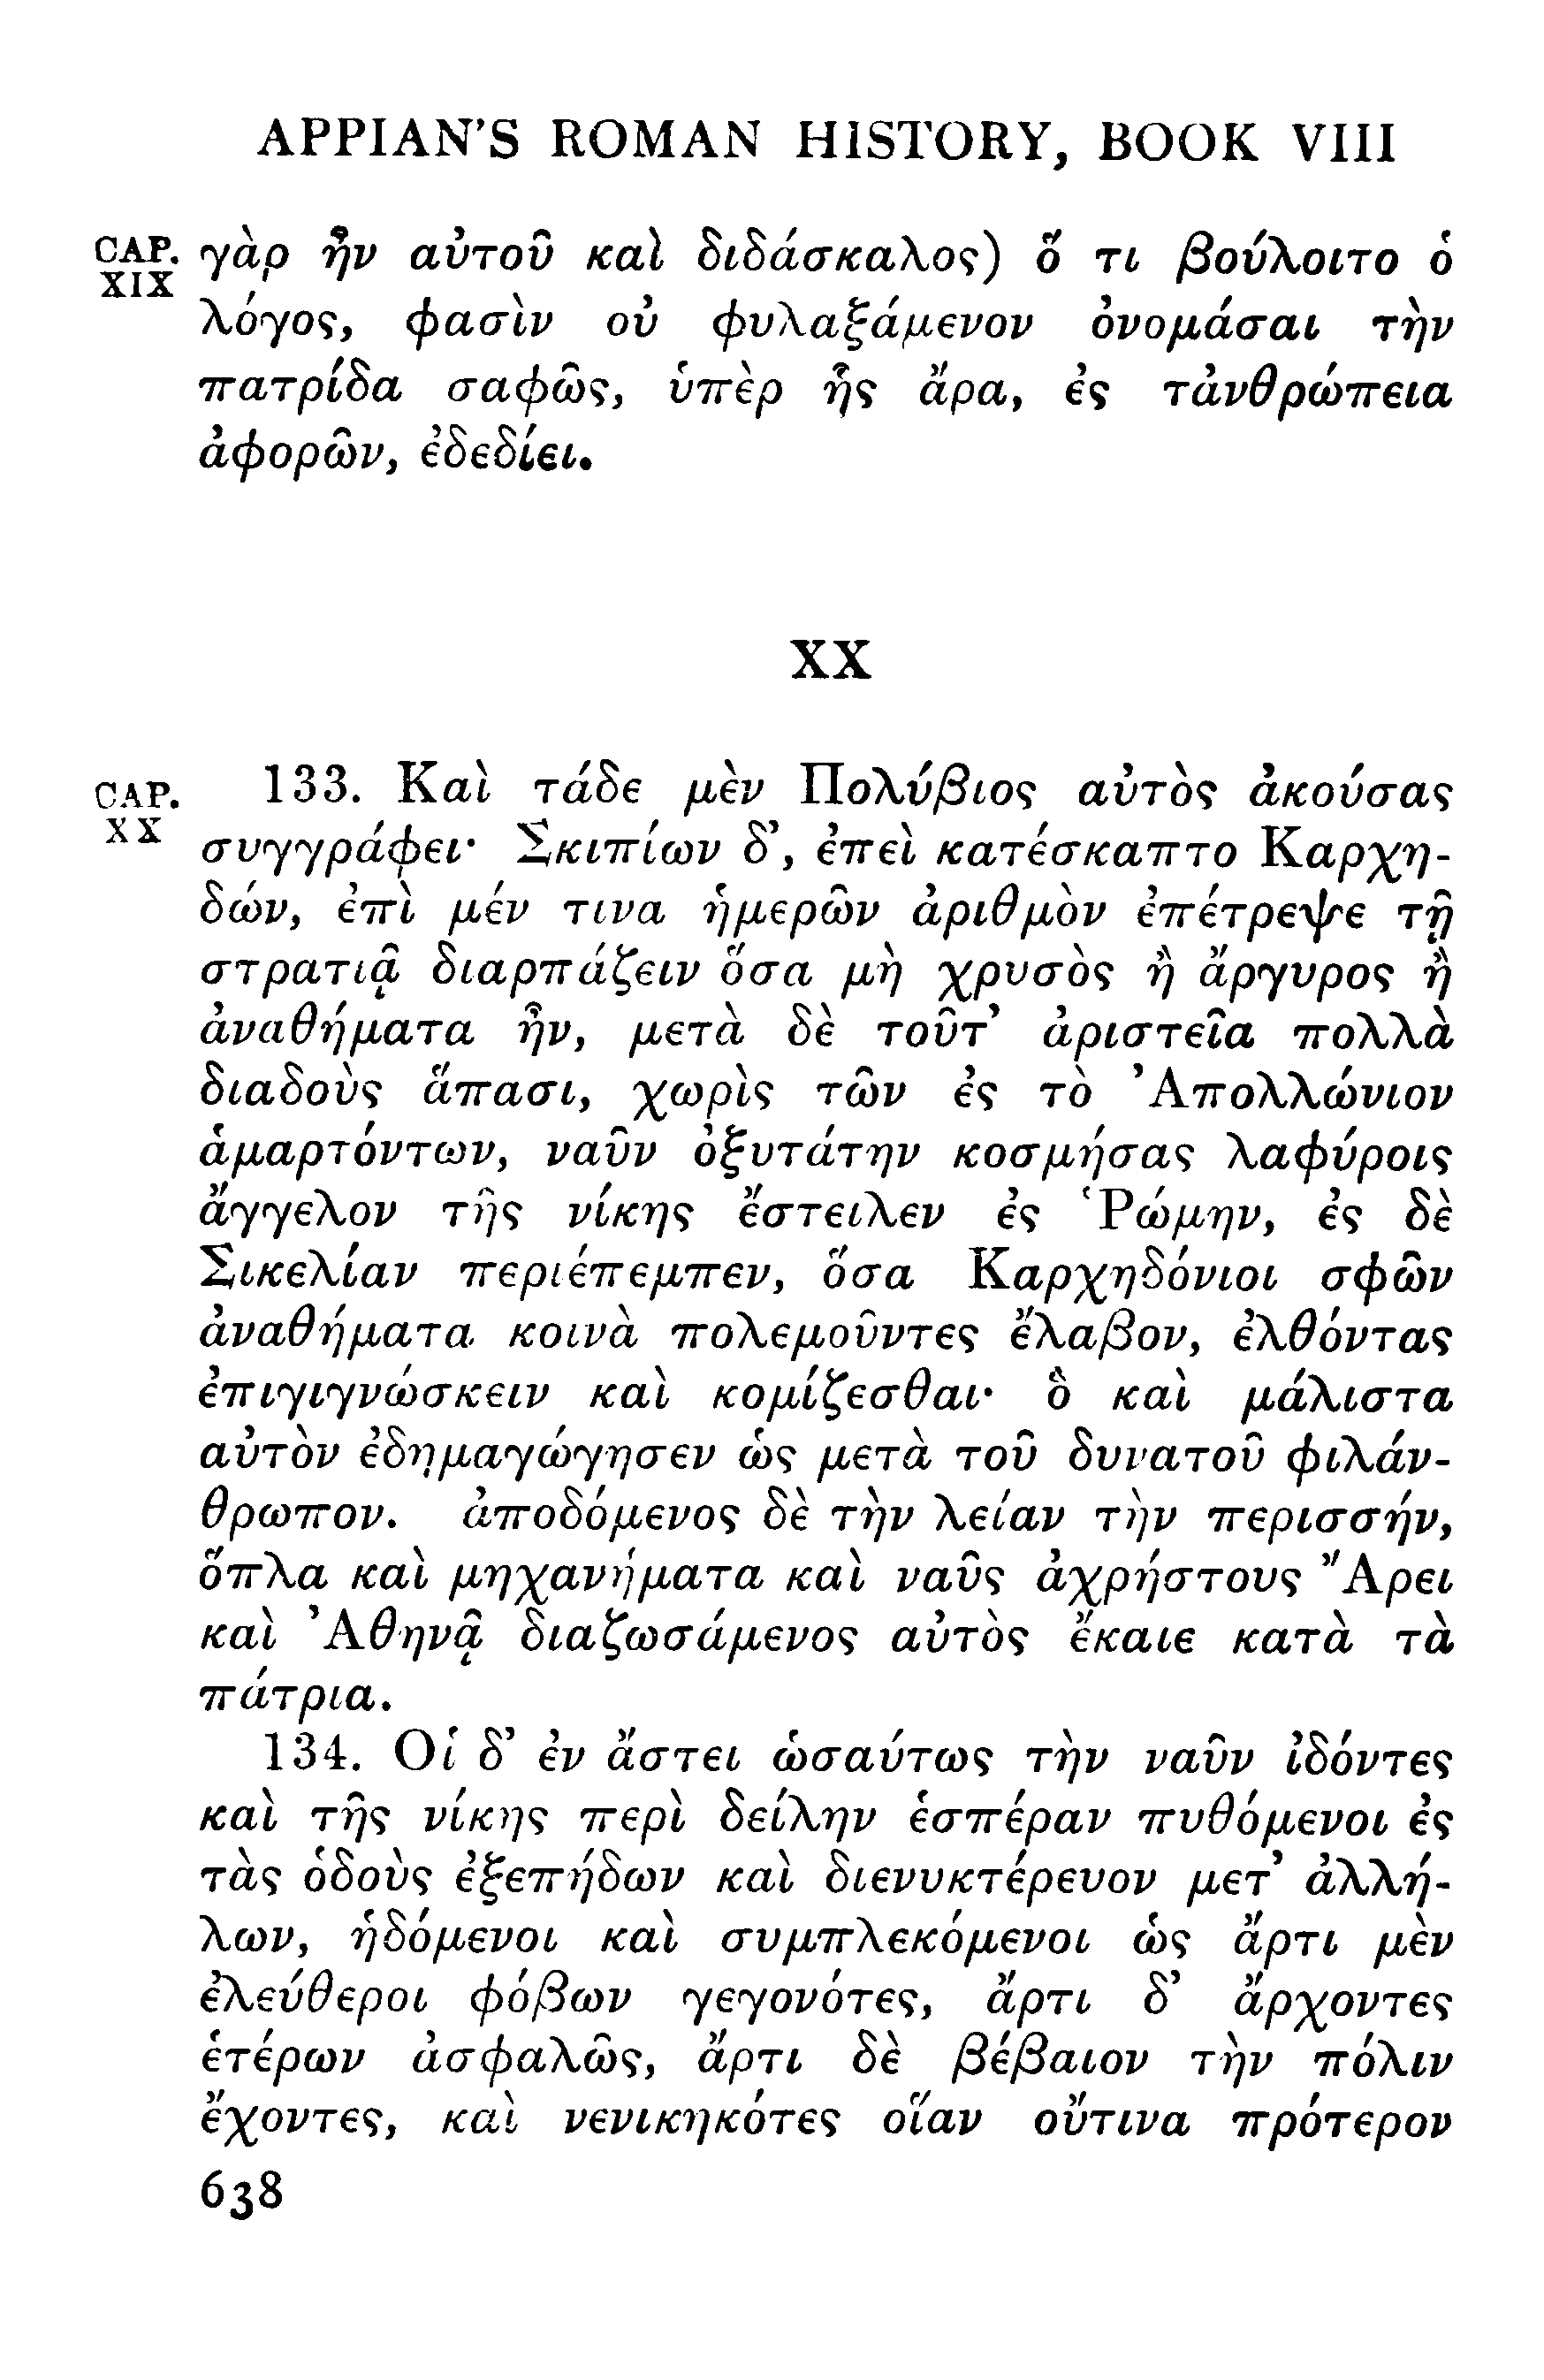 APPIAN'S ROMAN HISTORY, BOOK VIII
CAP. XIX
γὰρ ἦν αὐτοῦ καὶ διδάσκαλος) ὅ τι βούλοιτο ὁ
λόγος, φασὶν οὐ φυλαξάμενον ὀνομάσαι τὴν
πατρίδα σαφῶς, ὑπὲρ ἧς ἄρα, ἐς τἀνθρώπεια
ἀφορῶν, ἐδεδίει.
XX
CAP. XX
133. Καὶ τάδε μὲν Πολύβιος αὐτὸς ἀκούσας
συγγράφει· Σκιπίων δ', ἐπεὶ κατέσκαπτο Καρχη-
δών, ἐπὶ μέν τινα ἡμερῶν ἀριθμὸν ἐπέτρεψε τῇ
στρατιᾷ διαρπάζειν ὅσα μὴ χρυσὸς ἢ ἄργυρος ἢ
ἀναθήματα ἦν, μετὰ δὲ τοῦτ' ἀριστεῖα πολλὰ
διαδοὺς ἅπασι, χωρὶς τῶν ἐς τὸ Ἀπολλώνιον
ἁμαρτόντων, ναῦν ὀξυτάτην κοσμήσας λαφύροις
ἄγγελον τῆς νίκης ἔστειλεν ἐς Ῥώμην, ἐς δὲ
Σικελίαν περιέπεμπεν, ὅσα Καρχηδόνιοι σφῶν
ἀναθήματα κοινὰ πολεμοῦντες ἔλαβον, ἐλθόντας
ἐπιγιγνώσκειν καὶ κομίζεσθαι· ὃ καὶ μάλιστα
αὐτὸν ἐδημαγώγησεν ὡς μετὰ τοῦ δυνατοῦ φιλάν-
θρωπον. ἀποδόμενος δὲ τὴν λείαν τὴν περισσήν,
ὅπλα καὶ μηχανήματα καὶ ναῦς ἀχρήστους Ἄρει
καὶ Ἀθηνᾷ διαζωσάμενος αὐτὸς ἔκαιε κατὰ τὰ
πάτρια.
134. Οἱ δ' ἐν ἄστει ὡσαύτως τὴν ναῦν ἰδόντες
καὶ τῆς νίκης περὶ δείλην ἑσπέραν πυθόμενοι ἐς
τὰς ὁδοὺς ἐξεπήδων καὶ διενυκτέρευον μετ' ἀλλή-
λων, ἡδόμενοι καὶ συμπλεκόμενοι ὡς ἄρτι μὲν
ἐλεύθεροι φόβων γεγονότες, ἄρτι δ' ἄρχοντες
ἑτέρων ἀσφαλῶς, ἄρτι δὲ βέβαιον τὴν πόλιν
ἔχοντες, καὶ νενικηκότες οἵαν οὔτινα πρότερον
638